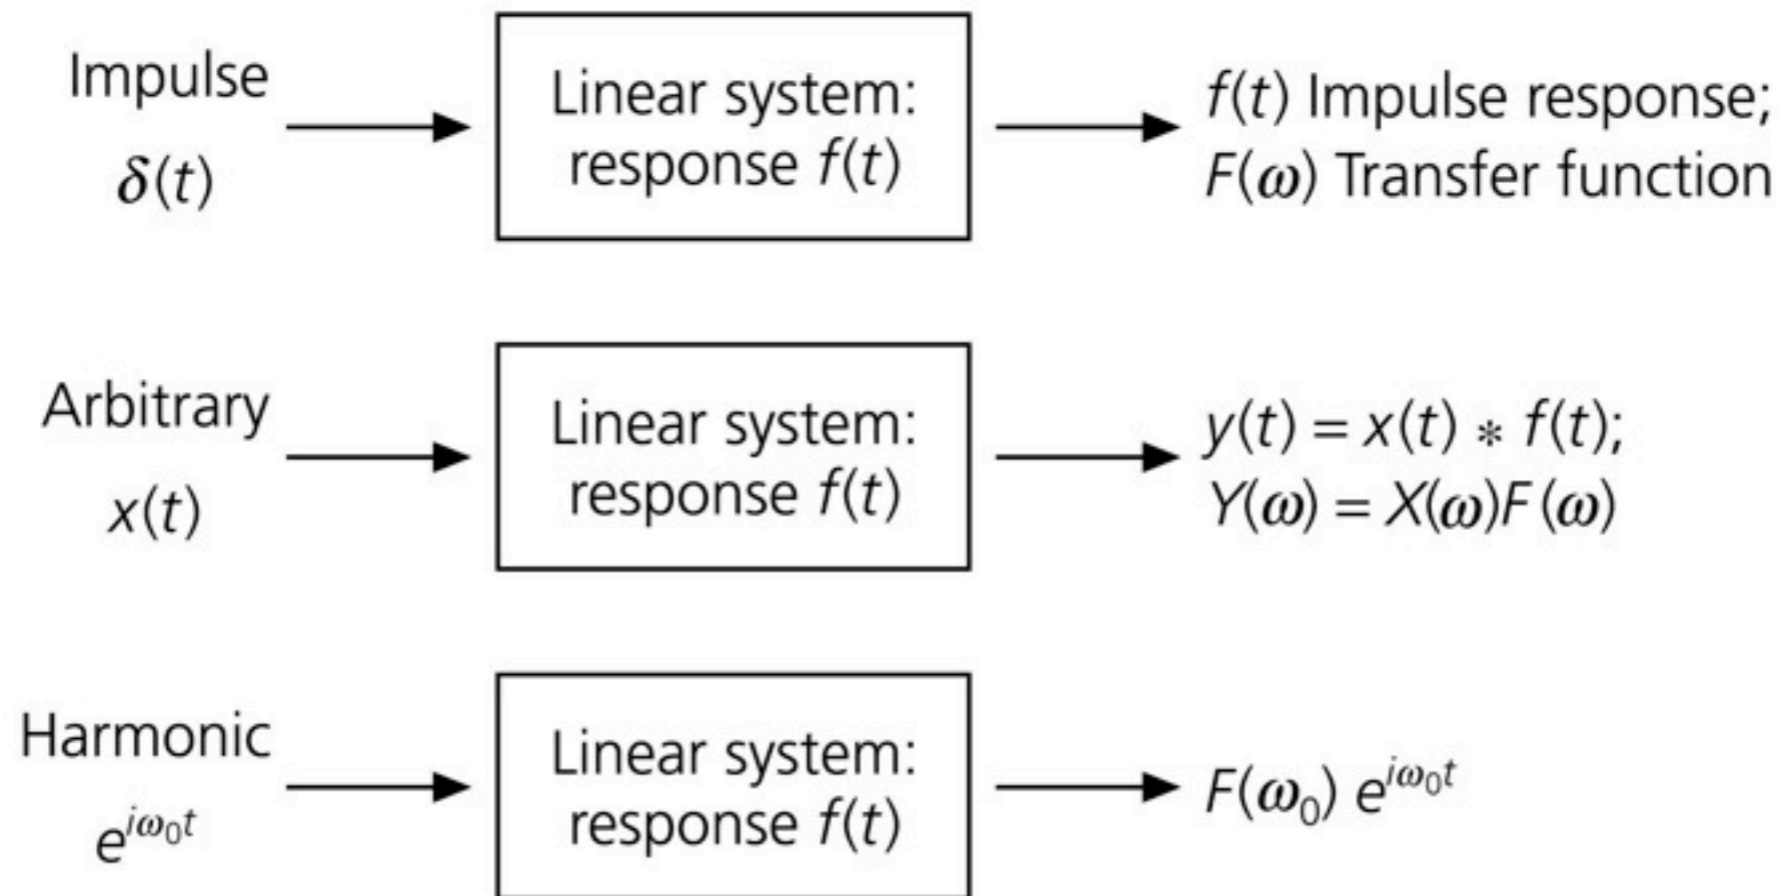 Impulse
δ(t)
Linear system:
response f(t)
f(t) Impulse response;
F(ω) Transfer function
Arbitrary
x(t)
Linear system:
response f(t)
y(t) = x(t) * f(t);
Y(ω) = X(ω)F(ω)
Harmonic
e^{iω₀t}
Linear system:
response f(t)
F(ω₀) e^{iω₀t}